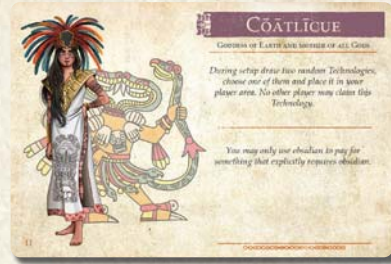 CŌĀTLĪCUE
GODDESS OF EARTH AND MOTHER OF ALL GODS
During setup draw two random Technologies,
choose one of them and place it in your
player area. No other player may claim this
Technology.
You may only use obsidian to pay for
something that explicitly requires obsidian.
11